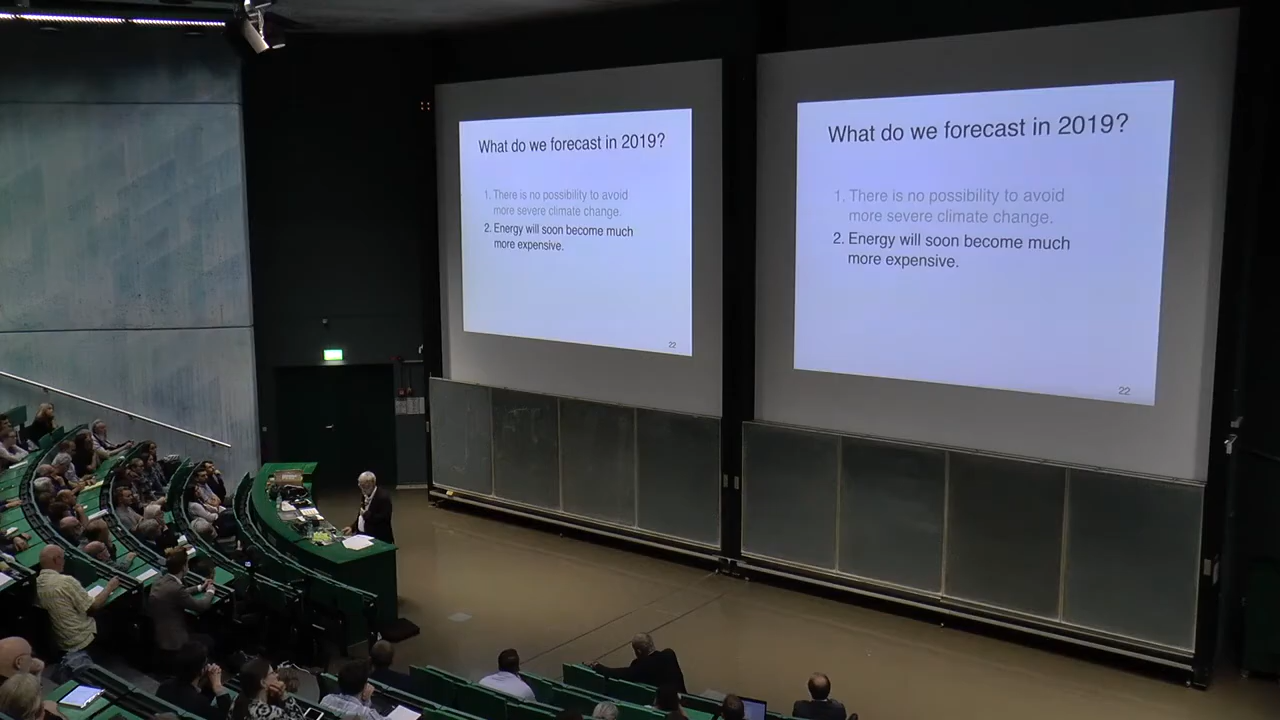 What do we forecast in 2019?
1. There is no possibility to avoid
more severe climate change.
2. Energy will soon become much
more expensive.
22
What do we forecast in 2019?
1. There is no possibility to avoid
more severe climate change.
2. Energy will soon become much
more expensive.
22